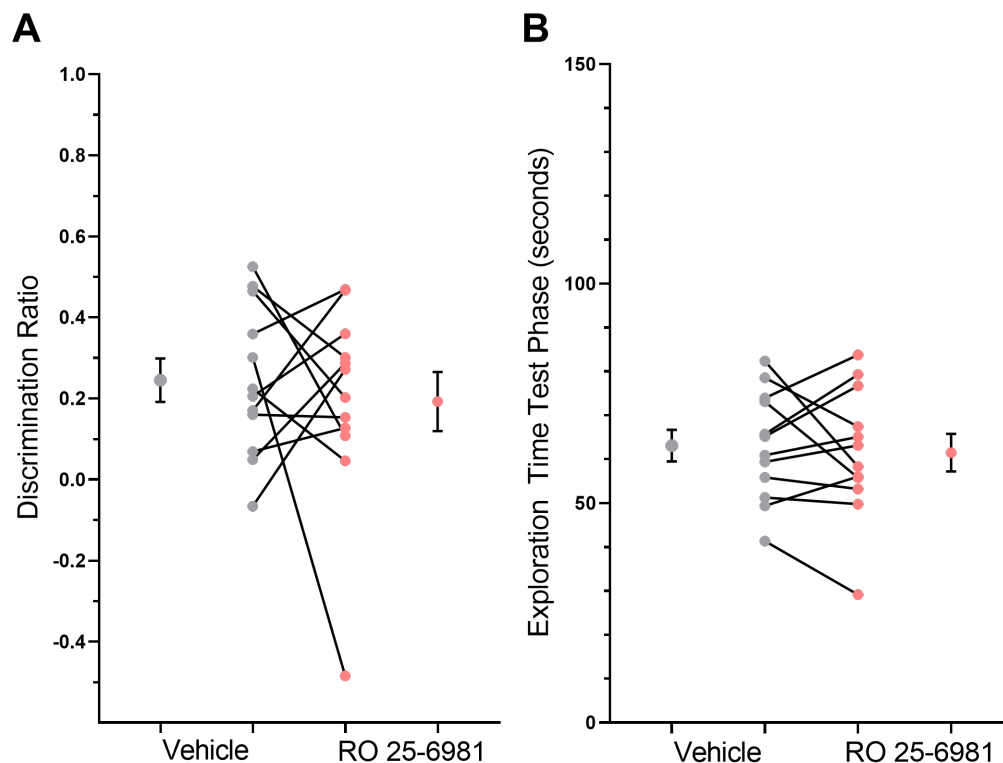 A
Discrimination Ratio
1.0
0.8
0.6
0.4
0.2
0.0
-0.2
-0.4
Vehicle
RO 25-6981
B
Exploration Time Test Phase (seconds)
150
100
50
0
Vehicle
RO 25-6981